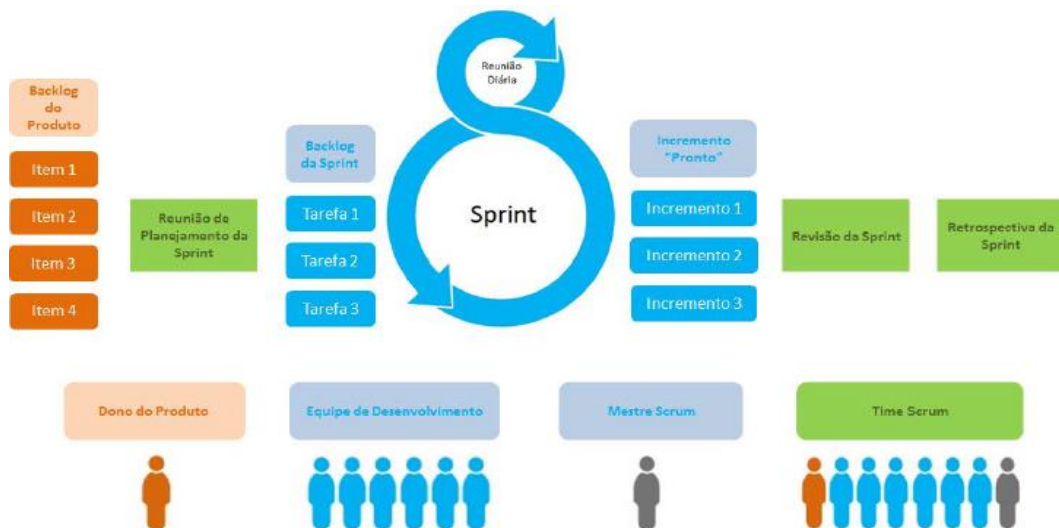 Reunião
Diária
Backlog
do
Produto
Item 1
Item 2
Item 3
Item 4
Reunião de
Planejamento da
Sprint
Backlog
da Sprint
Tarefa 1
Tarefa 2
Tarefa 3
Sprint
Incremento
"Pronto"
Incremento 1
Incremento 2
Incremento 3
Revisão da Sprint
Retrospectiva da
Sprint
Dono do Produto
Equipe de Desenvolvimento
Mestre Scrum
Time Scrum